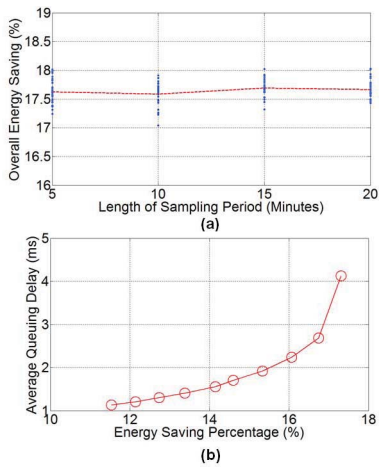 19
18.5
18
17.5
17
16.5
16
5 10 15 20
Overall Energy Saving (%)
Length of Sampling Period (Minutes)
(a)
5
4
3
2
1
10 12 14 16 18
Average Queuing Delay (ms)
Energy Saving Percentage (%)
(b)